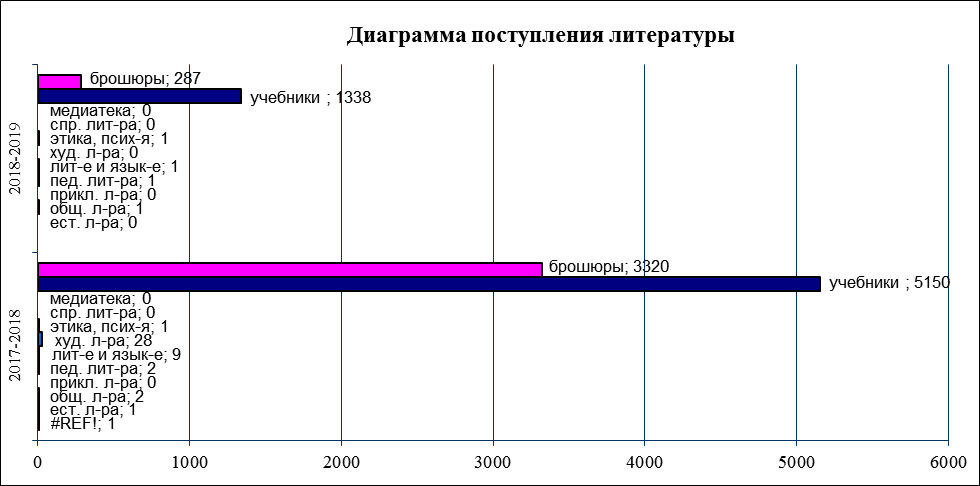 Диаграмма поступления литературы
2018-2019
брошюры; 287
учебники ; 1338
медиатека; 0
спр. лит-ра; 0
этика, псих-я; 1
худ. л-ра; 0
лит-е и язык-е; 1
пед. лит-ра; 1
прикл. л-ра; 0
общ. л-ра; 1
ест. л-ра; 0
2017-2018
брошюры; 3320
учебники ; 5150
медиатека; 0
спр. лит-ра; 0
этика, псих-я; 1
худ. л-ра; 28
лит-е и язык-е; 9
пед. лит-ра; 2
прикл. л-ра; 0
общ. л-ра; 2
ест. л-ра; 1
#REF!; 1
0 1000 2000 3000 4000 5000 6000